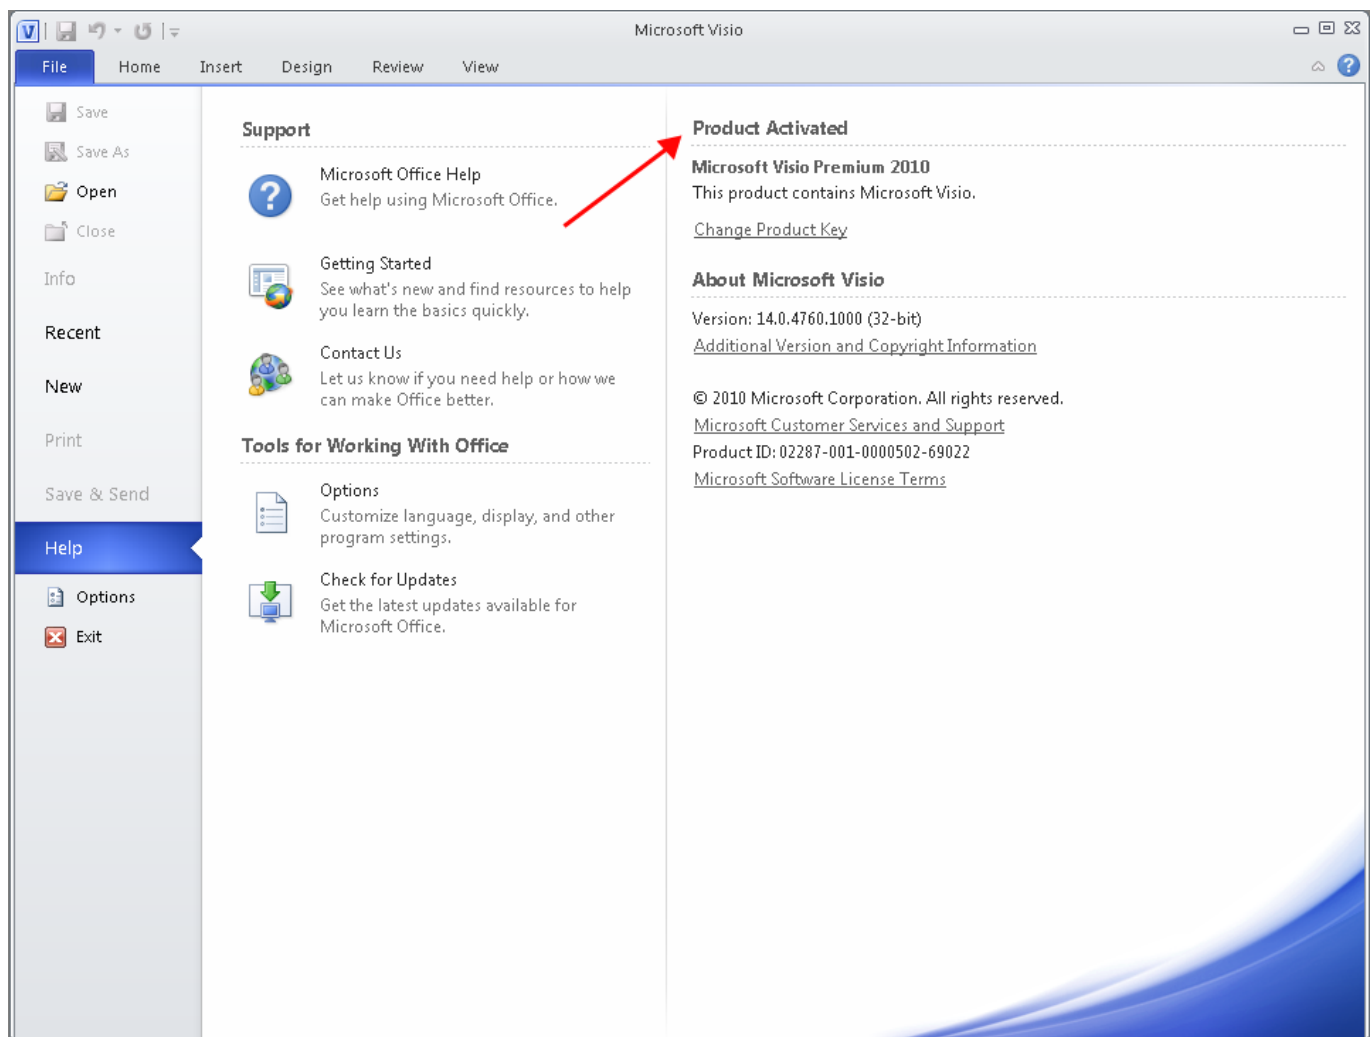 Microsoft Visio
File Home Insert Design Review View
Save
Save As
Open
Close
Info
Recent
New
Print
Save & Send
Help
Options
Exit
Support
Microsoft Office Help
Get help using Microsoft Office.
Getting Started
See what's new and find resources to help
you learn the basics quickly.
Contact Us
Let us know if you need help or how we
can make Office better.
Tools for Working With Office
Options
Customize language, display, and other
program settings.
Check for Updates
Get the latest updates available for
Microsoft Office.
Product Activated
Microsoft Visio Premium 2010
This product contains Microsoft Visio.
Change Product Key
About Microsoft Visio
Version: 14.0.4760.1000 (32-bit)
Additional Version and Copyright Information
© 2010 Microsoft Corporation. All rights reserved.
Microsoft Customer Services and Support
Product ID: 02287-001-0000502-69022
Microsoft Software License Terms